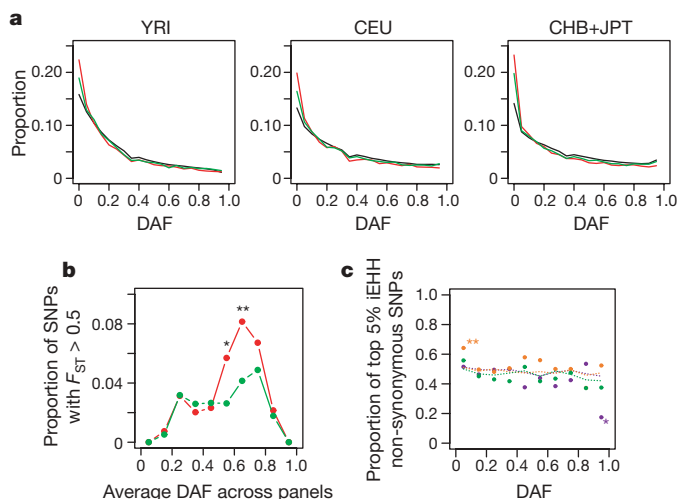 a
YRI
CEU
CHB+JPT
Proportion
0.20
0.10
0
0 0.2 0.4 0.6 0.8 1.0
DAF
0.20
0.10
0
0 0.2 0.4 0.6 0.8 1.0
DAF
0.20
0.10
0
0 0.2 0.4 0.6 0.8 1.0
DAF
b
Proportion of SNPs
with FST > 0.5
0.08
0.04
0
* **
0 0.2 0.4 0.6 0.8 1.0
Average DAF across panels
c
Proportion of top 5% iEHH
non-synonymous SNPs
1.0
0.8
0.6
0.4
0.2
0.0
**
*
0 0.2 0.4 0.6 0.8 1.0
DAF